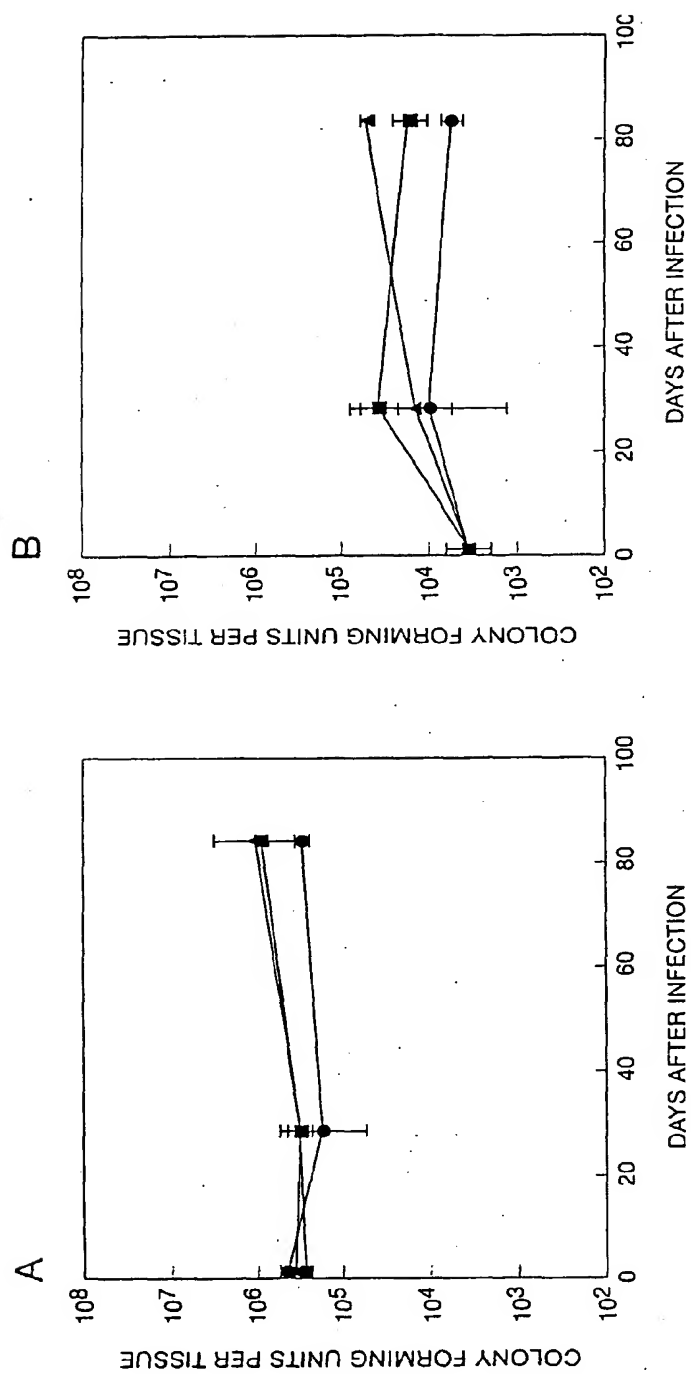 A
COLONY FORMING UNITS PER TISSUE
10⁸
10⁷
10⁶
10⁵
10⁴
10³
10²
0 20 40 60 80 100
DAYS AFTER INFECTION
B
COLONY FORMING UNITS PER TISSUE
10⁸
10⁷
10⁶
10⁵
10⁴
10³
10²
0 20 40 60 80 100
DAYS AFTER INFECTION